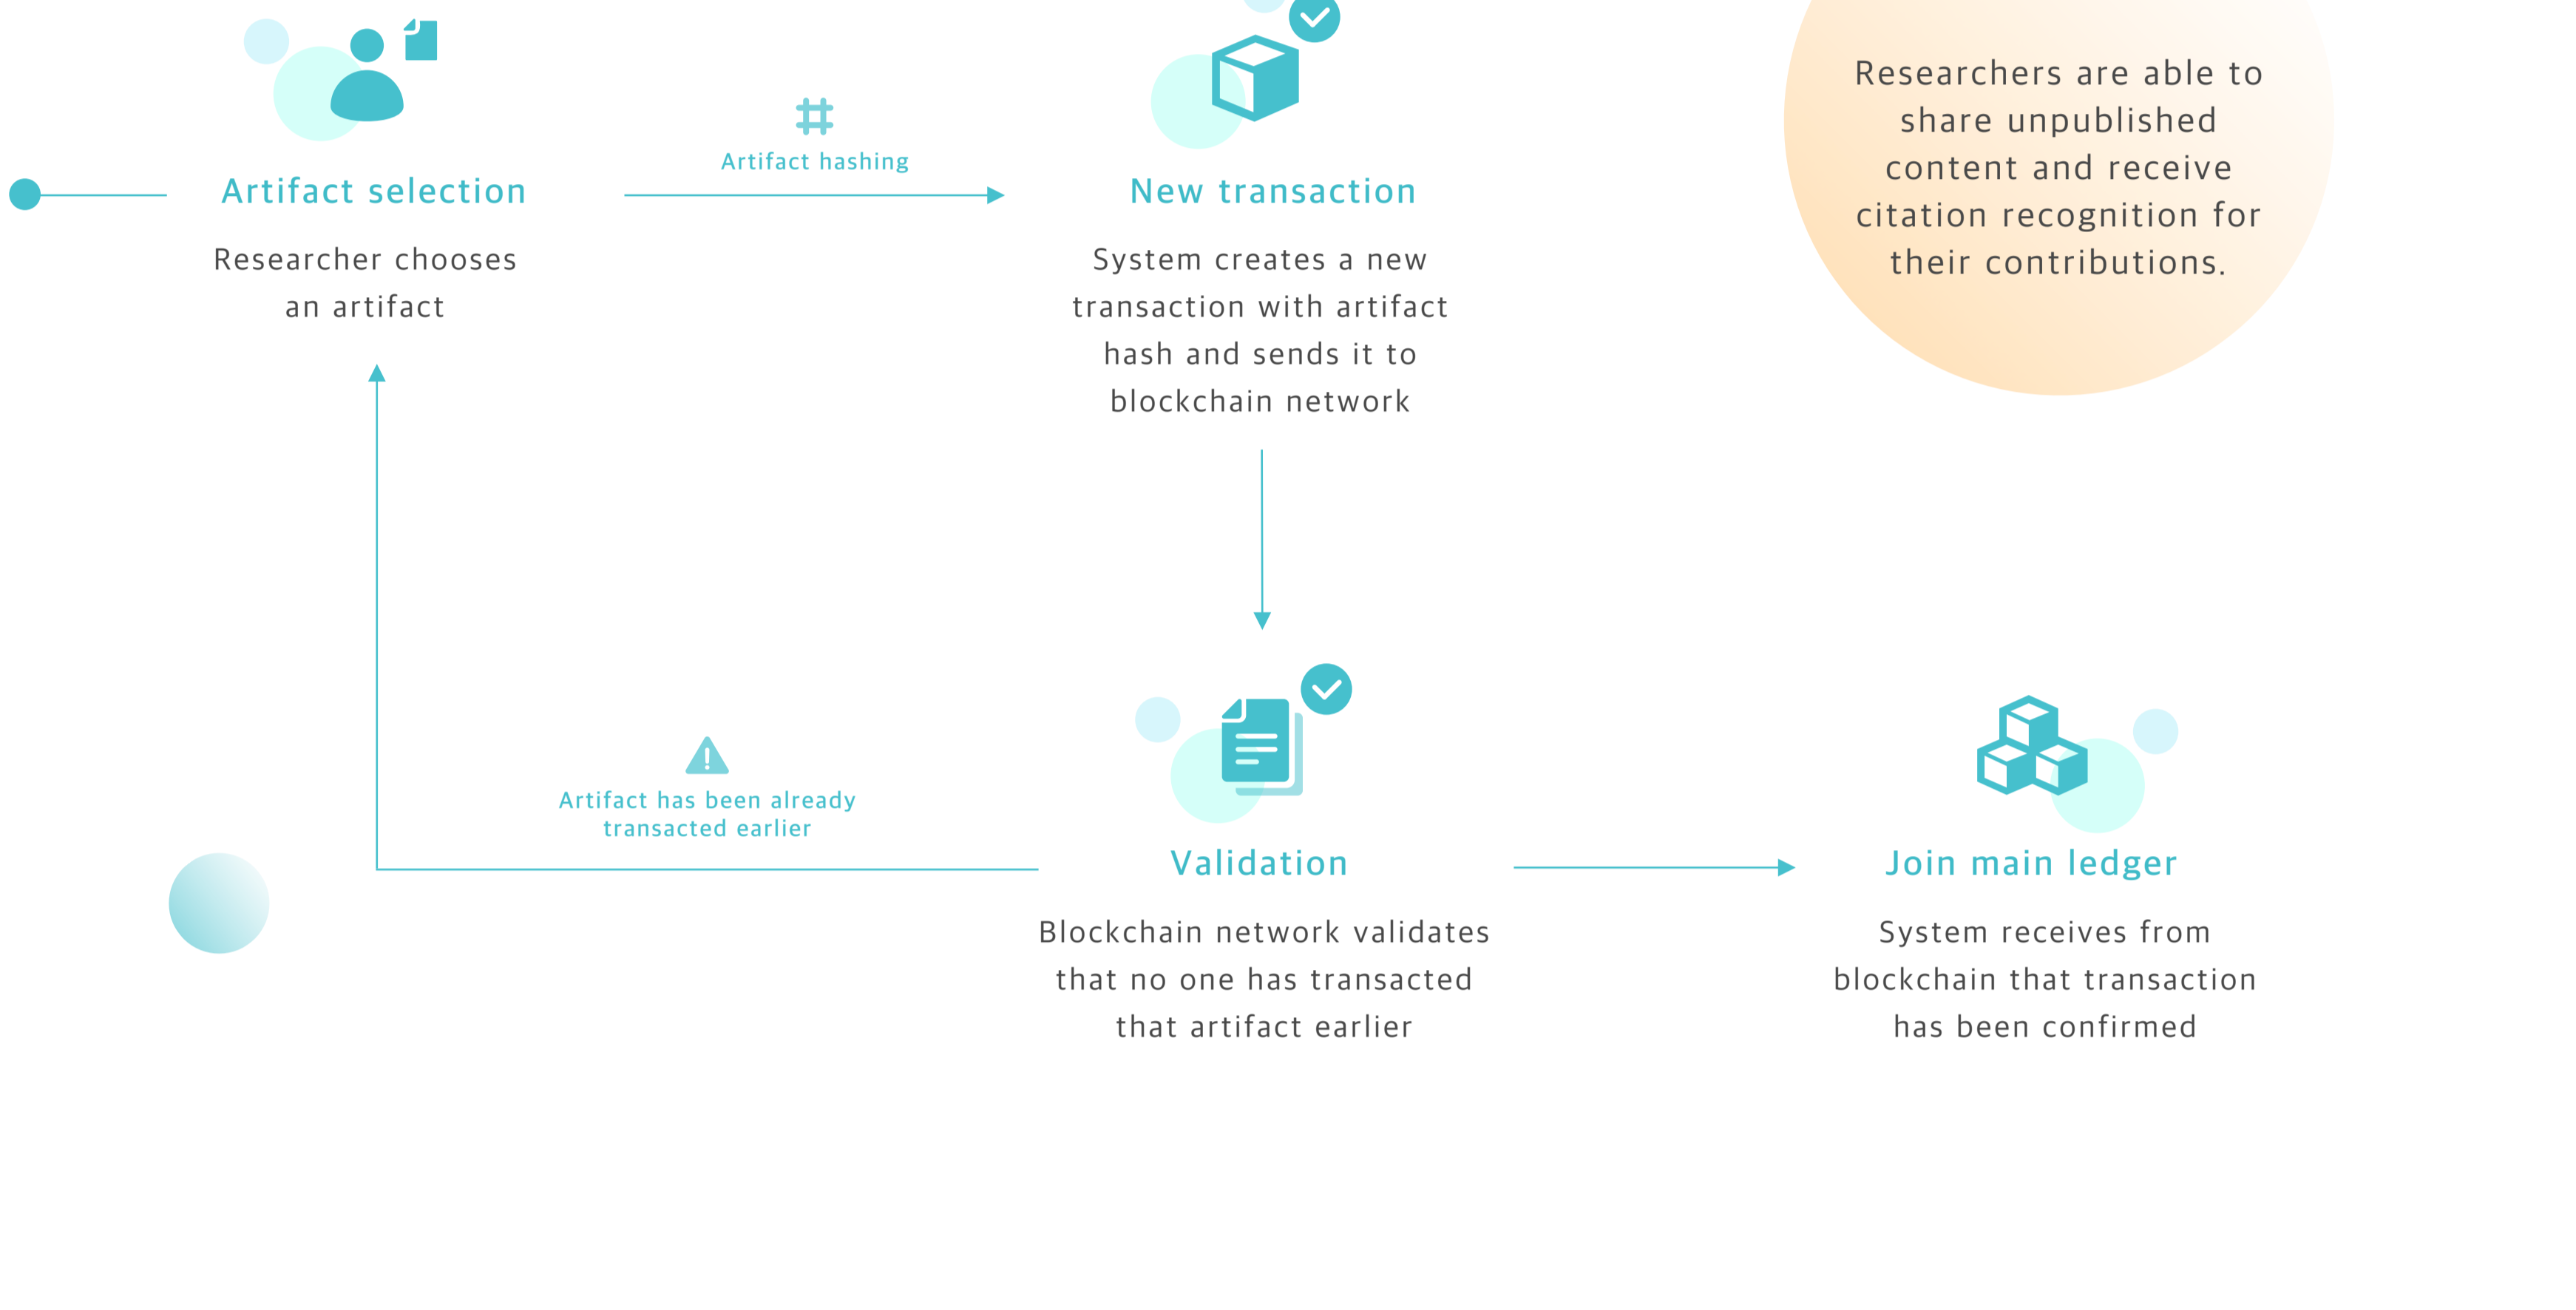 Artifact selection
Researcher chooses
an artifact
Artifact hashing
New transaction
System creates a new
transaction with artifact
hash and sends it to
blockchain network
Researchers are able to
share unpublished
content and receive
citation recognition for
their contributions.
Artifact has been already
transacted earlier
Validation
Blockchain network validates
that no one has transacted
that artifact earlier
Join main ledger
System receives from
blockchain that transaction
has been confirmed